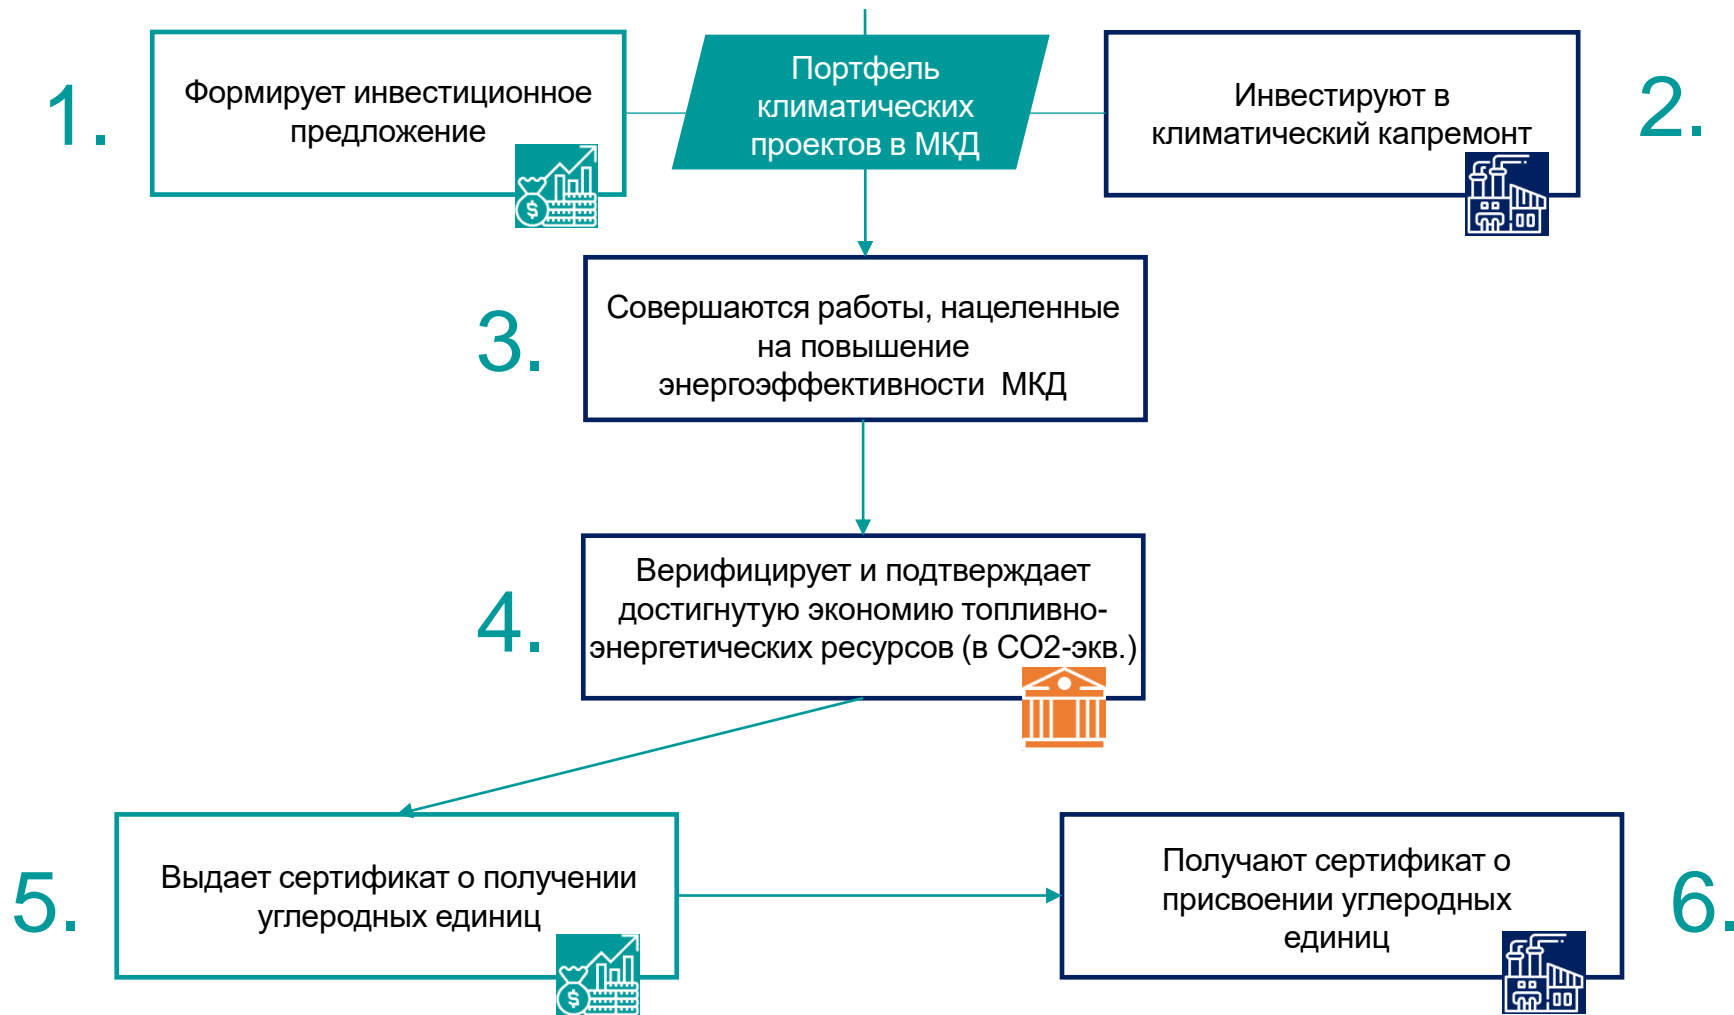 1.
Формирует инвестиционное
предложение
Портфель
климатических
проектов в МКД
Инвестируют в
климатический капремонт
2.
3.
Совершаются работы, нацеленные
на повышение
энергоэффективности  МКД
4.
Верифицирует и подтверждает
достигнутую экономию топливно-
энергетических ресурсов (в СО2-экв.)
5.
Выдает сертификат о получении
углеродных единиц
Получают сертификат о
присвоении углеродных
единиц
6.